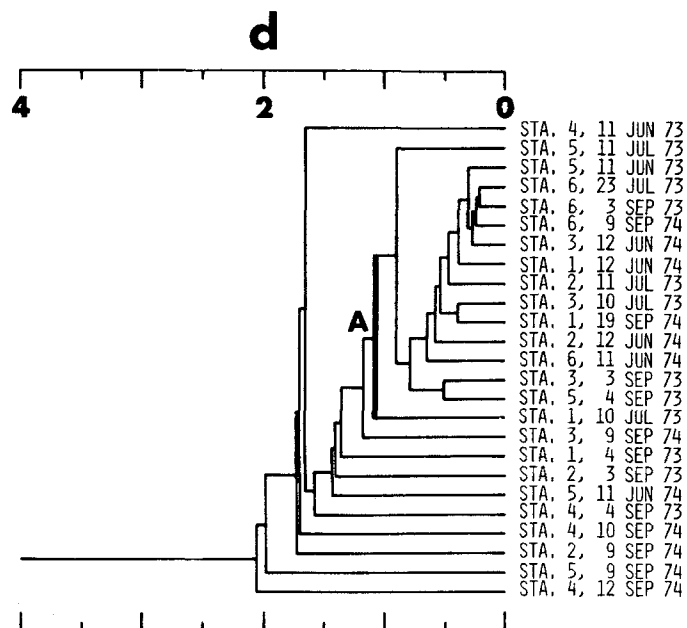 d
4 2 0
STA. 4, 11 JUN 73
STA. 5, 11 JUL 73
STA. 5, 11 JUN 73
STA. 6, 23 JUL 73
STA. 6, 3 SEP 73
STA. 6, 9 SEP 74
STA. 3, 12 JUN 74
STA. 1, 12 JUN 74
STA. 2, 11 JUL 73
STA. 3, 10 JUL 73
STA. 1, 19 SEP 74
STA. 2, 12 JUN 74
STA. 6, 11 JUN 74
STA. 3, 3 SEP 73
STA. 5, 4 SEP 73
A
STA. 1, 10 JUL 73
STA. 3, 9 SEP 74
STA. 1, 4 SEP 73
STA. 2, 3 SEP 73
STA. 5, 11 JUN 74
STA. 4, 4 SEP 73
STA. 4, 10 SEP 74
STA. 2, 9 SEP 74
STA. 5, 9 SEP 74
STA. 4, 12 SEP 74